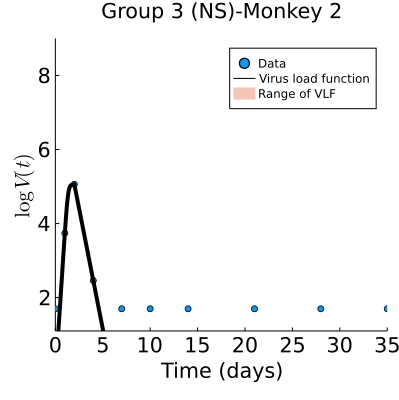 Group 3 (NS)-Monkey 2
Data
Virus load function
Range of VLF
log V(t)
8
6
4
2
0 5 10 15 20 25 30 35
Time (days)